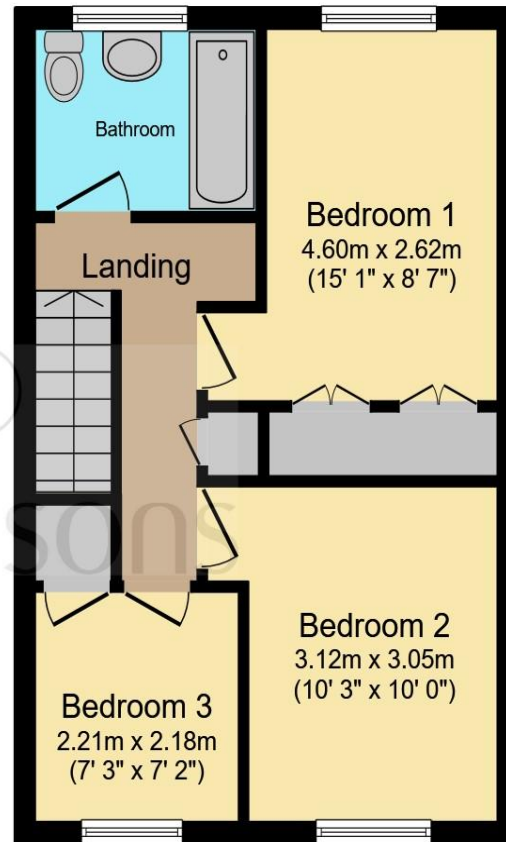 Bathroom
Bedroom 1
4.60m x 2.62m
(15' 1" x 8' 7")
Landing
sons
Bedroom 2
3.12m x 3.05m
(10' 3" x 10' 0")
Bedroom 3
2.21m x 2.18m
(7' 3" x 7' 2")